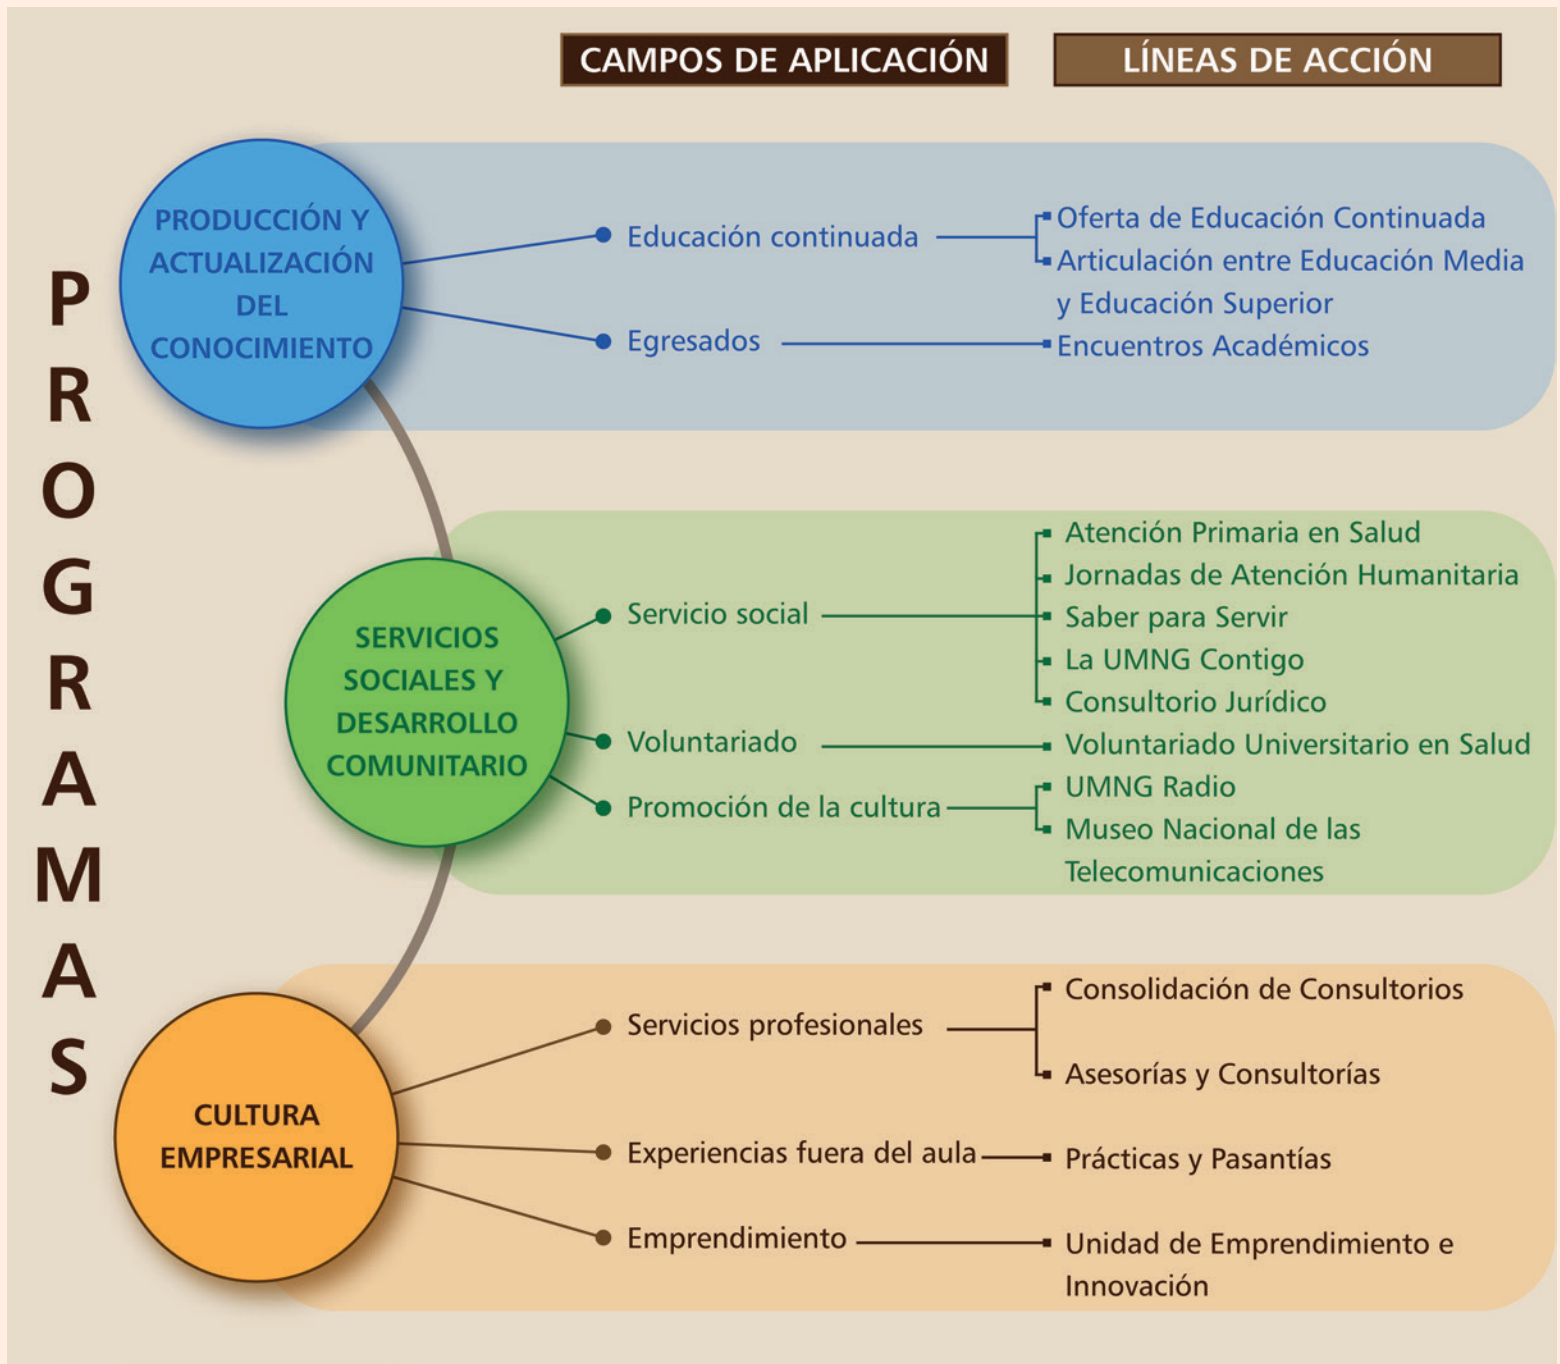 CAMPOS DE APLICACIÓN
LÍNEAS DE ACCIÓN
PROGRAMAS
PRODUCCIÓN Y
ACTUALIZACIÓN
DEL
CONOCIMIENTO
Educación continuada
Oferta de Educación Continuada
Articulación entre Educación Media
y Educación Superior
Egresados
Encuentros Académicos
SERVICIOS
SOCIALES Y
DESARROLLO
COMUNITARIO
Servicio social
Atención Primaria en Salud
Jornadas de Atención Humanitaria
Saber para Servir
La UMNG Contigo
Consultorio Jurídico
Voluntariado
Voluntariado Universitario en Salud
Promoción de la cultura
UMNG Radio
Museo Nacional de las
Telecomunicaciones
CULTURA
EMPRESARIAL
Servicios profesionales
Consolidación de Consultorios
Asesorías y Consultorías
Experiencias fuera del aula
Prácticas y Pasantías
Emprendimiento
Unidad de Emprendimiento e
Innovación